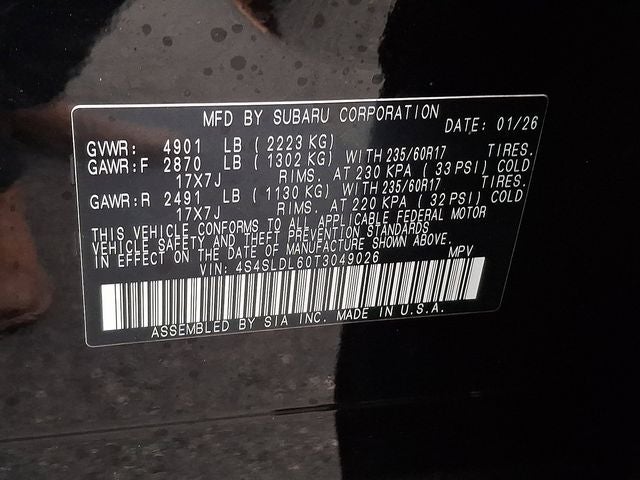 MFD BY SUBARU CORPORATION
DATE: 01/26
GVWR: 4901 LB ( 2223 KG)
GAWR:F 2870 LB ( 1302 KG) WITH 235/60R17 TIRES.
17X7J RIMS. AT 230 KPA ( 33 PSI) COLD
GAWR:R 2491 LB ( 1130 KG) WITH 235/60R17 TIRES.
17X7J RIMS. AT 220 KPA ( 32 PSI) COLD
THIS VEHICLE CONFORMS TO ALL APPLICABLE FEDERAL MOTOR
VEHICLE SAFETY AND THEFT PREVENTION STANDARDS
IN EFFECT ON THE DATE OF MANUFACTURE SHOWN ABOVE.
VIN: 4S4SLDL60T3049026 MPV
ASSEMBLED BY SIA INC. MADE IN U.S.A.